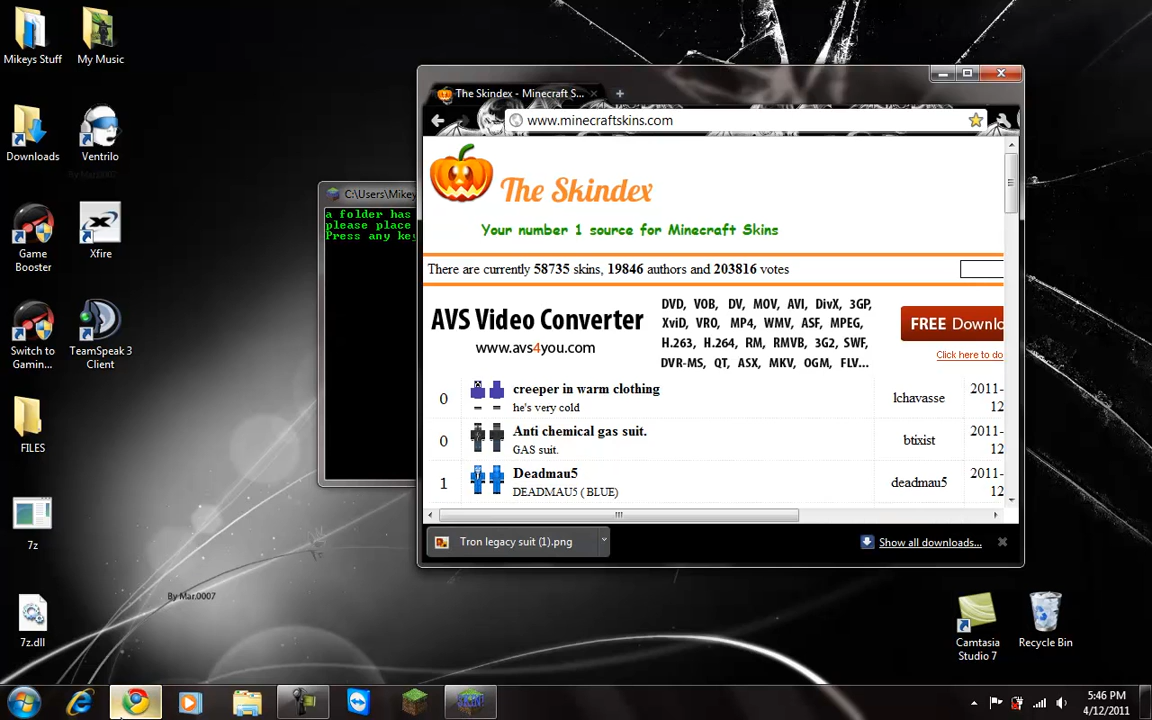 Mikeys Stuff
My Music
Downloads
Ventrilo
By Mar.0007
Game
Booster
Xfire
Switch to
Gamin...
TeamSpeak 3
Client
FILES
7z
7z.dll
By Mar.0007
C:\Users\Mikey
a folder has
please place
Press any key
The Skindex - Minecraft S...
www.minecraftskins.com
The Skindex
Your number 1 source for Minecraft Skins
There are currently 58735 skins, 19846 authors and 203816 votes
AVS Video Converter
www.avs4you.com
DVD, VOB, DV, MOV, AVI, DivX, 3GP,
XviD, VRO, MP4, WMV, ASF, MPEG,
H.263, H.264, RM, RMVB, 3G2, SWF,
DVR-MS, QT, ASX, MKV, OGM, FLV...
FREE Downlo
Click here to do
0
creeper in warm clothing
he's very cold
lchavasse
2011-
12
0
Anti chemical gas suit.
GAS suit.
btixist
2011-
12
1
Deadmau5
DEADMAU5 ( BLUE)
deadmau5
2011-
12
Tron legacy suit (1).png
Show all downloads...
Camtasia
Studio 7
Recycle Bin
SKIN
5:46 PM
4/12/2011